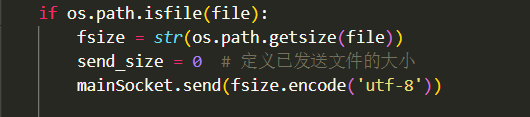 if os.path.isfile(file):
fsize = str(os.path.getsize(file))
send_size = 0 # 定义已发送文件的大小
mainSocket.send(fsize.encode('utf-8'))